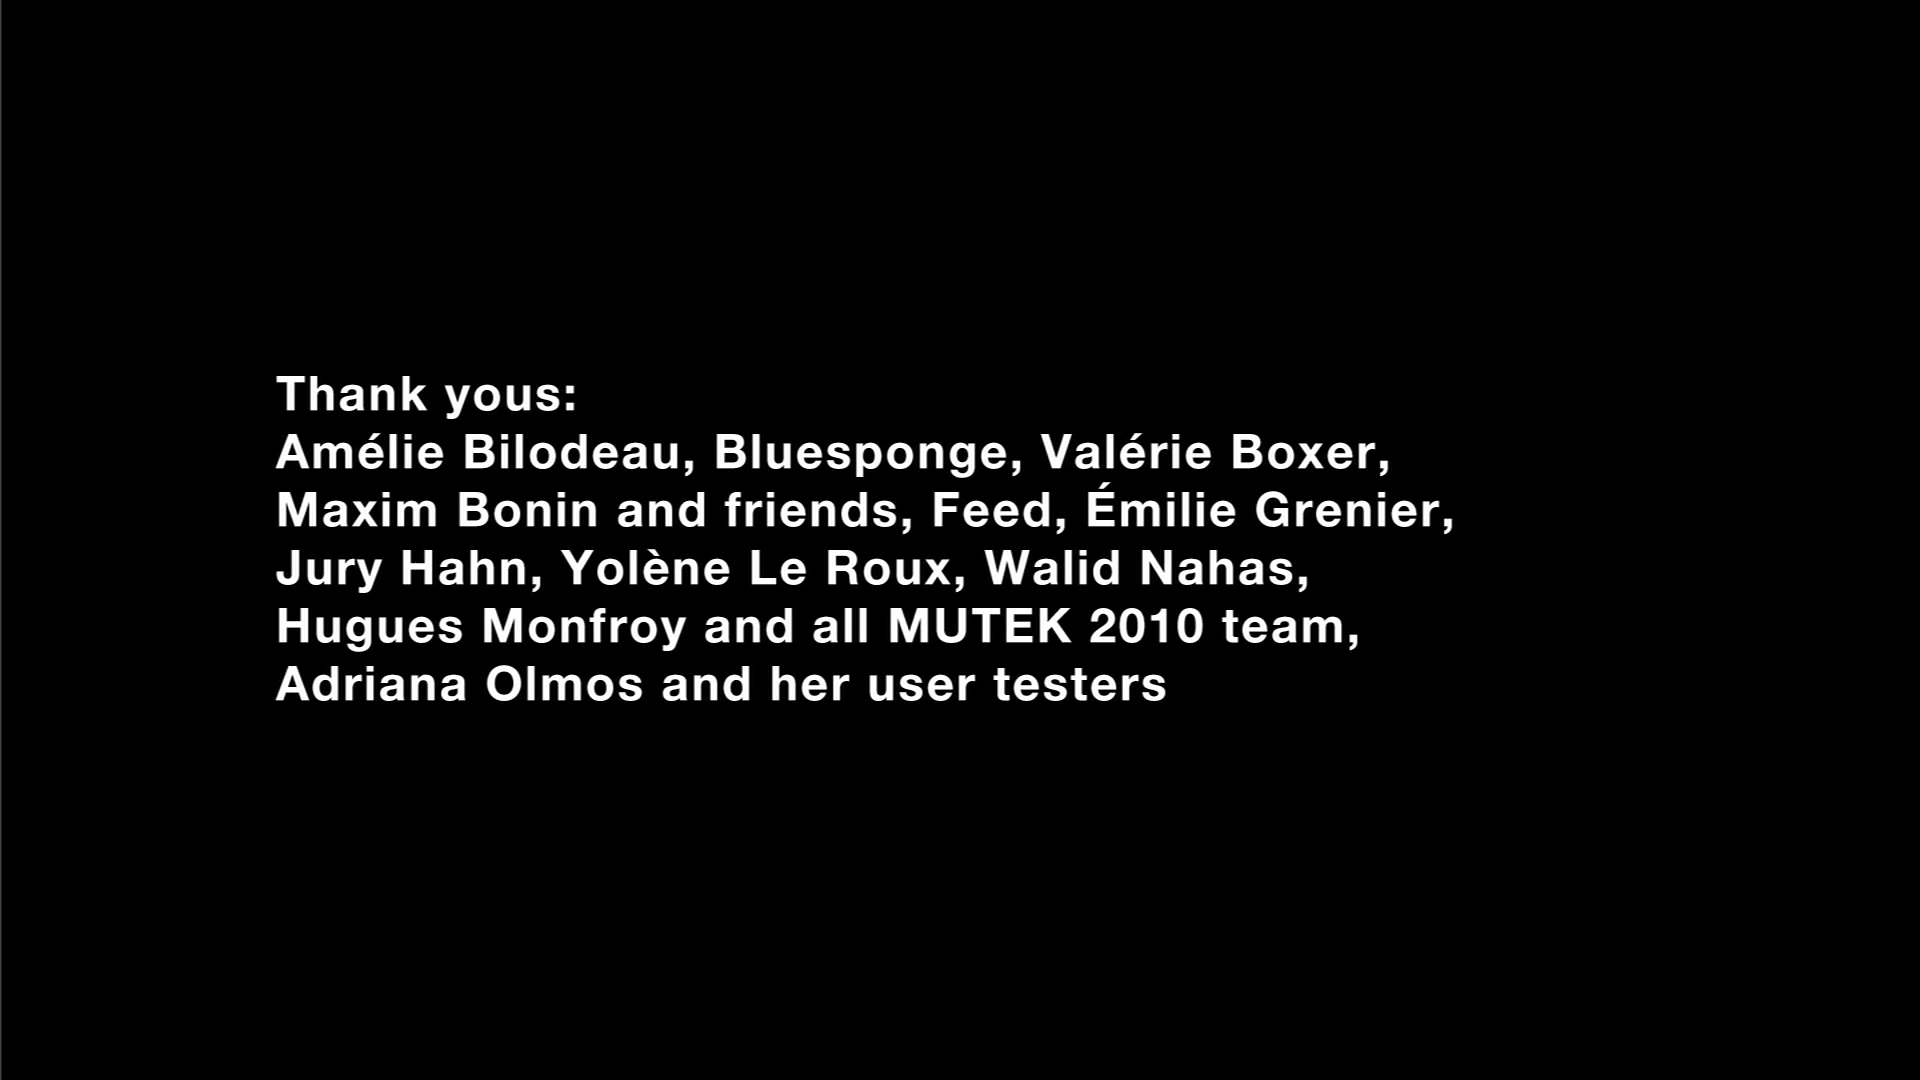 Thank yous:
Amélie Bilodeau, Bluesponge, Valérie Boxer,
Maxim Bonin and friends, Feed, Émilie Grenier,
Jury Hahn, Yolène Le Roux, Walid Nahas,
Hugues Monfroy and all MUTEK 2010 team,
Adriana Olmos and her user testers